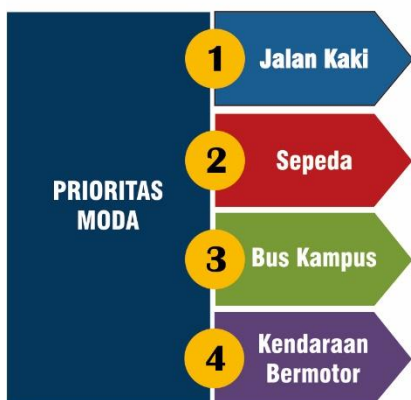 PRIORITAS
MODA
1
Jalan Kaki
2
Sepeda
3
Bus Kampus
4
Kendaraan
Bermotor